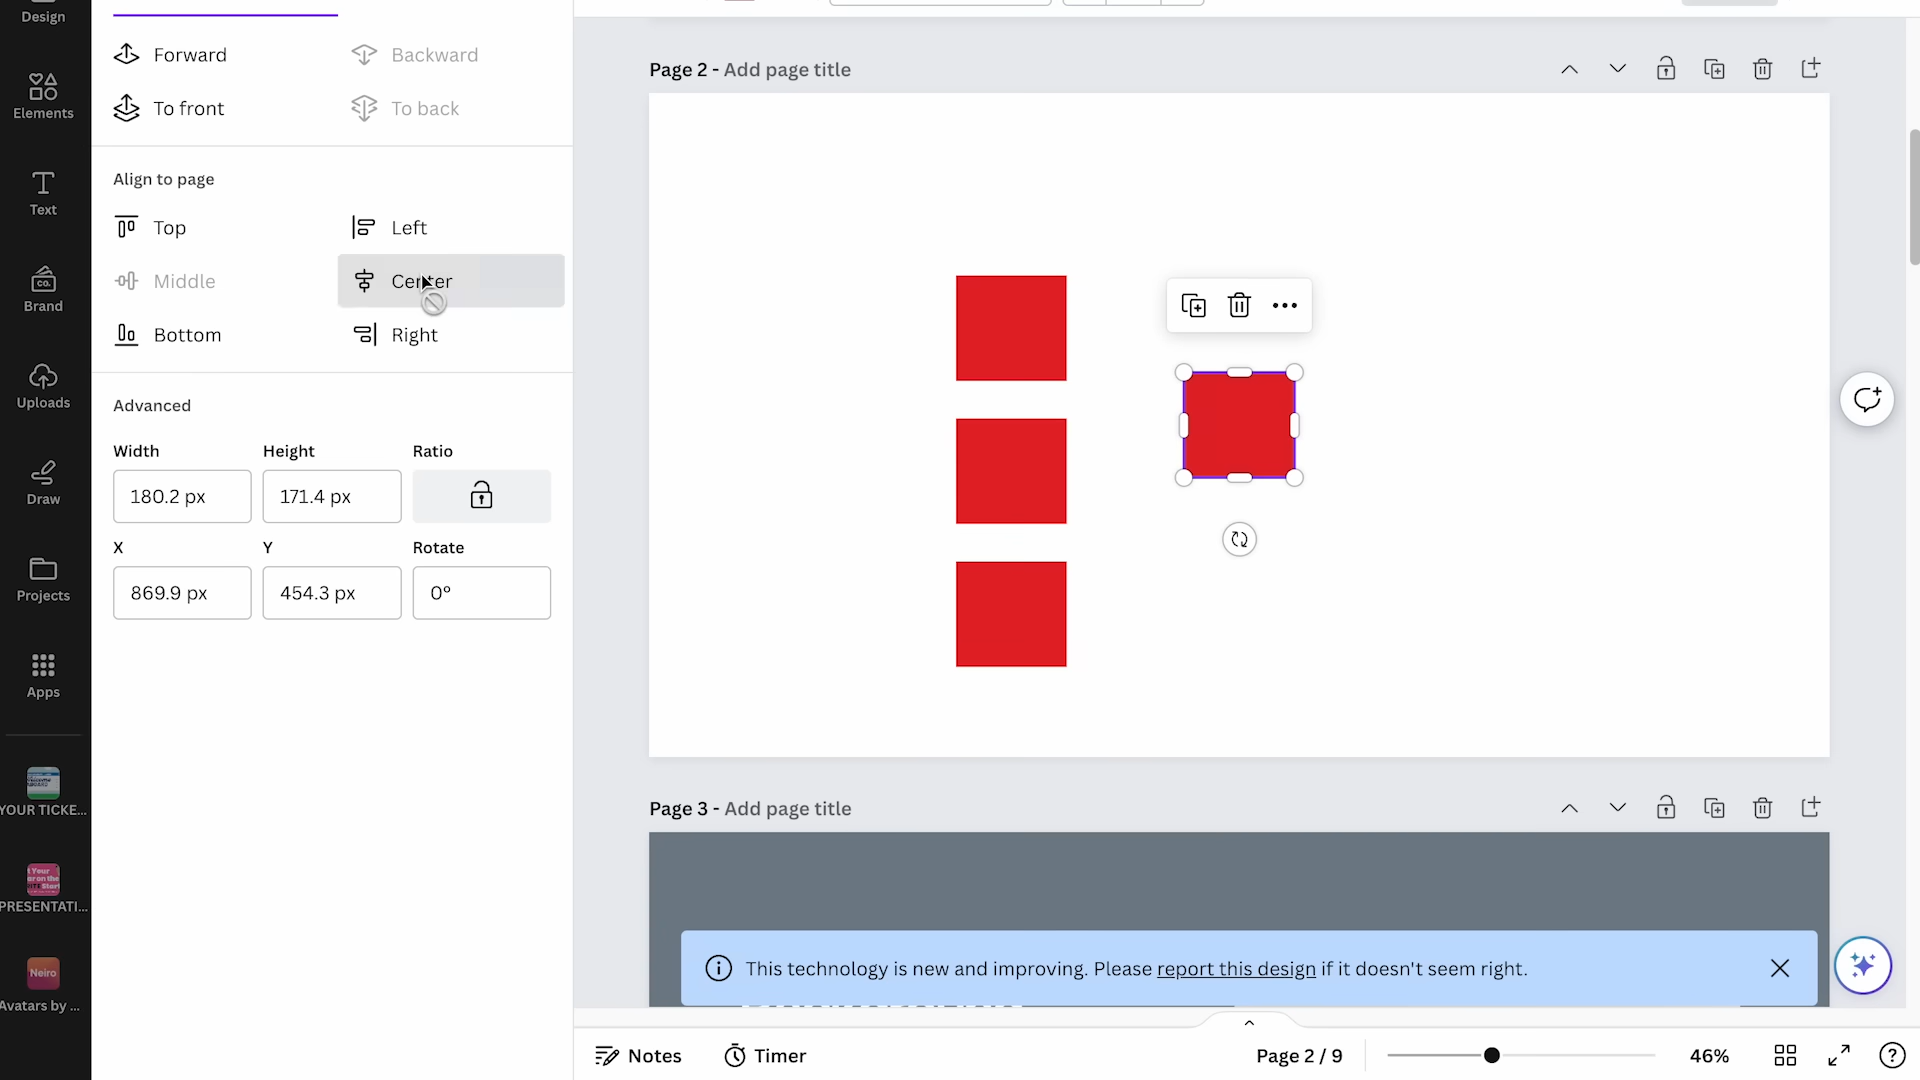 Design
Elements
Text
Brand
co.
Uploads
Draw
Projects
Apps
YOUR TICKE...
PRESENTATI...
Neiro
Avatars by ...
Forward
Backward
To front
To back
Align to page
Top
Left
Middle
Center
Bottom
Right
Advanced
Width
Height
Ratio
180.2 px
171.4 px
X
Y
Rotate
869.9 px
454.3 px
0°
Page 2 - Add page title
Page 3 - Add page title
This technology is new and improving. Please report this design if it doesn't seem right.
Notes
Timer
Page 2 / 9
46%